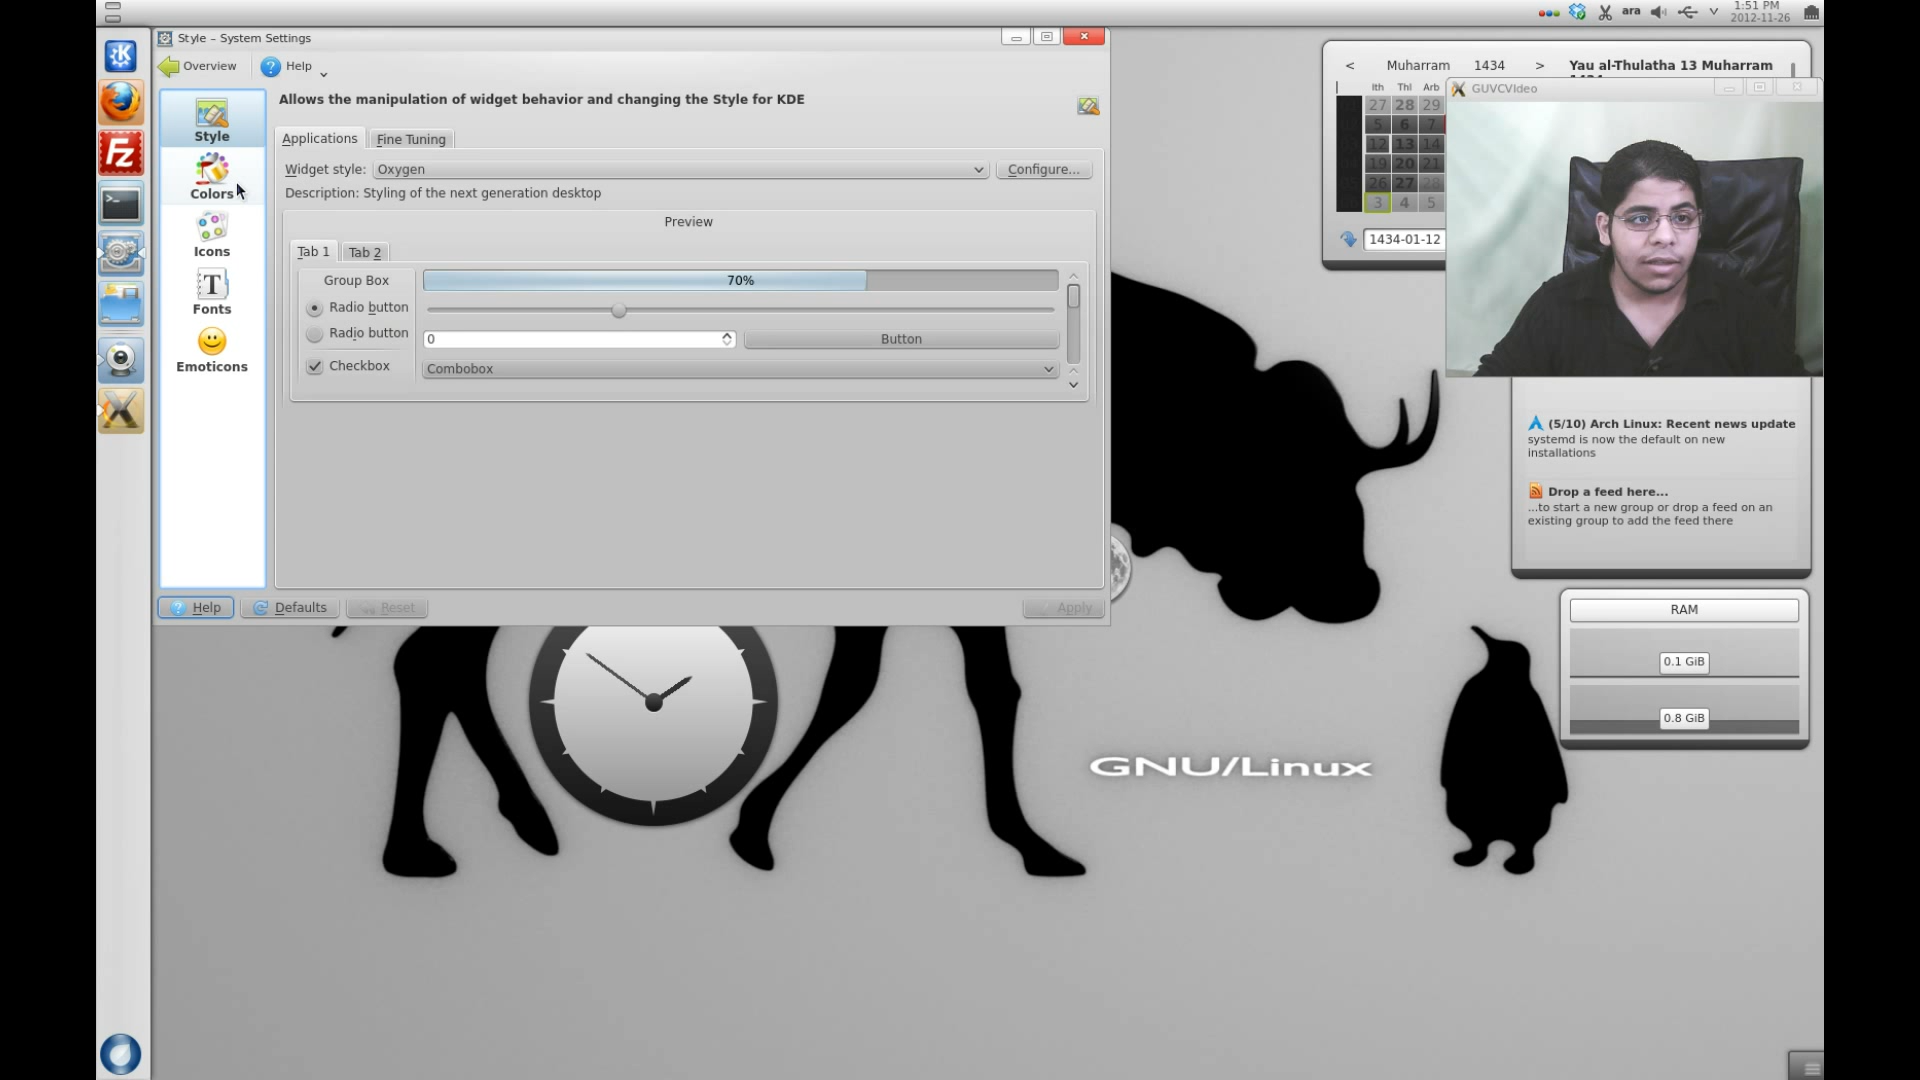 ara
1:51 PM
2012-11-26
Style – System Settings
Overview
Help
Style
Colors
Icons
Fonts
Emoticons
Allows the manipulation of widget behavior and changing the Style for KDE
Applications
Fine Tuning
Widget style:
Oxygen
Configure...
Description: Styling of the next generation desktop
Preview
Tab 1
Tab 2
Group Box
70%
Radio button
Radio button
0
Button
Checkbox
Combobox
Help
Defaults
Reset
Apply
< Muharram 1434 >
Yau al-Thulatha 13 Muharram
Ith Thl Arb
27 28 29
5 6 7
12 13 14
19 20 21
26 27 28
3 4 5
1434-01-12
GUVCVideo
(5/10) Arch Linux: Recent news update
systemd is now the default on new
installations
Drop a feed here...
...to start a new group or drop a feed on an
existing group to add the feed there
RAM
0.1 GiB
0.8 GiB
GNU/Linux
Fz